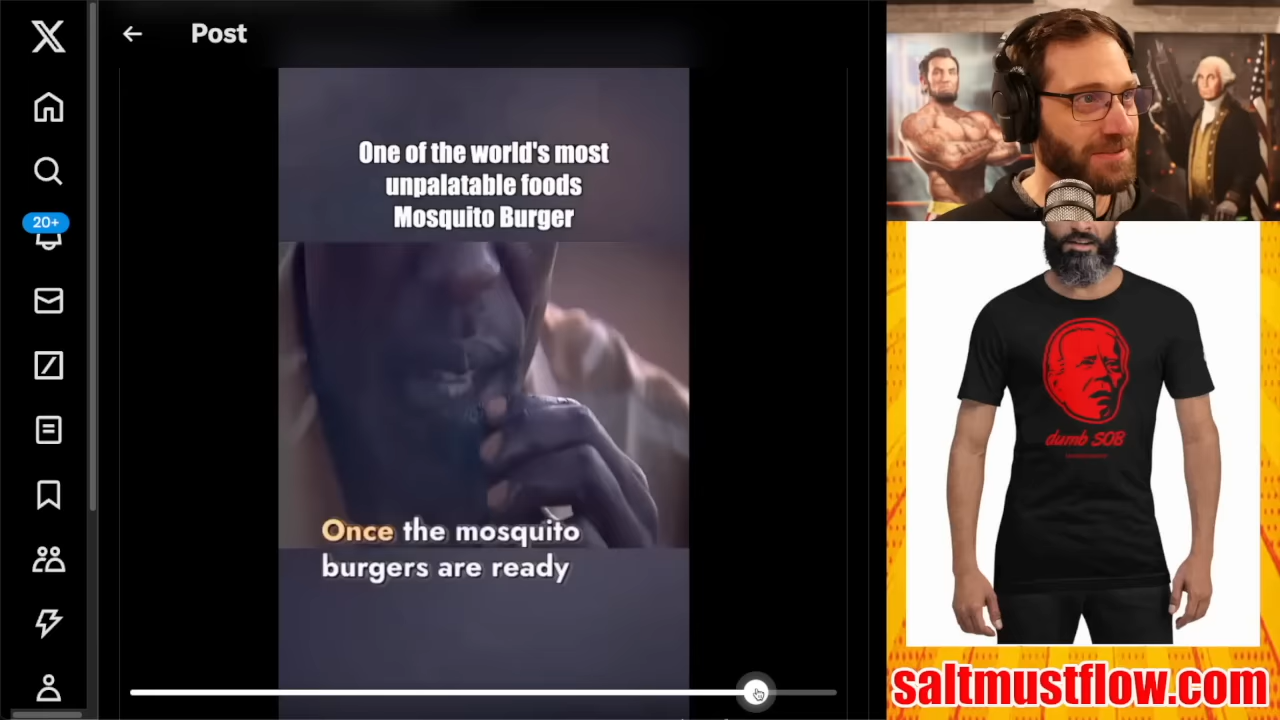 Post
20+
One of the world's most
unpalatable foods
Mosquito Burger
Once the mosquito
burgers are ready
dumb SOB
saltmustflow.com